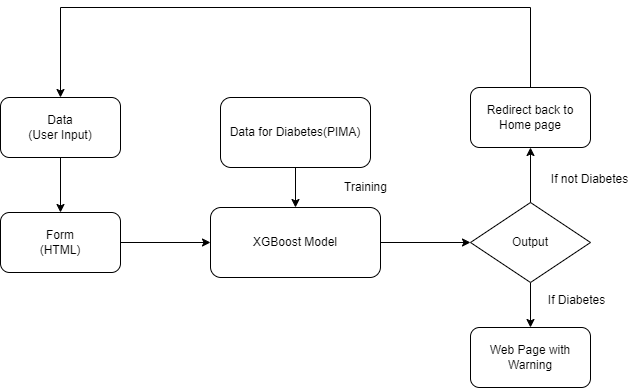 Data
(User Input)
Data for Diabetes(PIMA)
Redirect back to
Home page
Training
If not Diabetes
Form
(HTML)
XGBoost Model
Output
If Diabetes
Web Page with
Warning